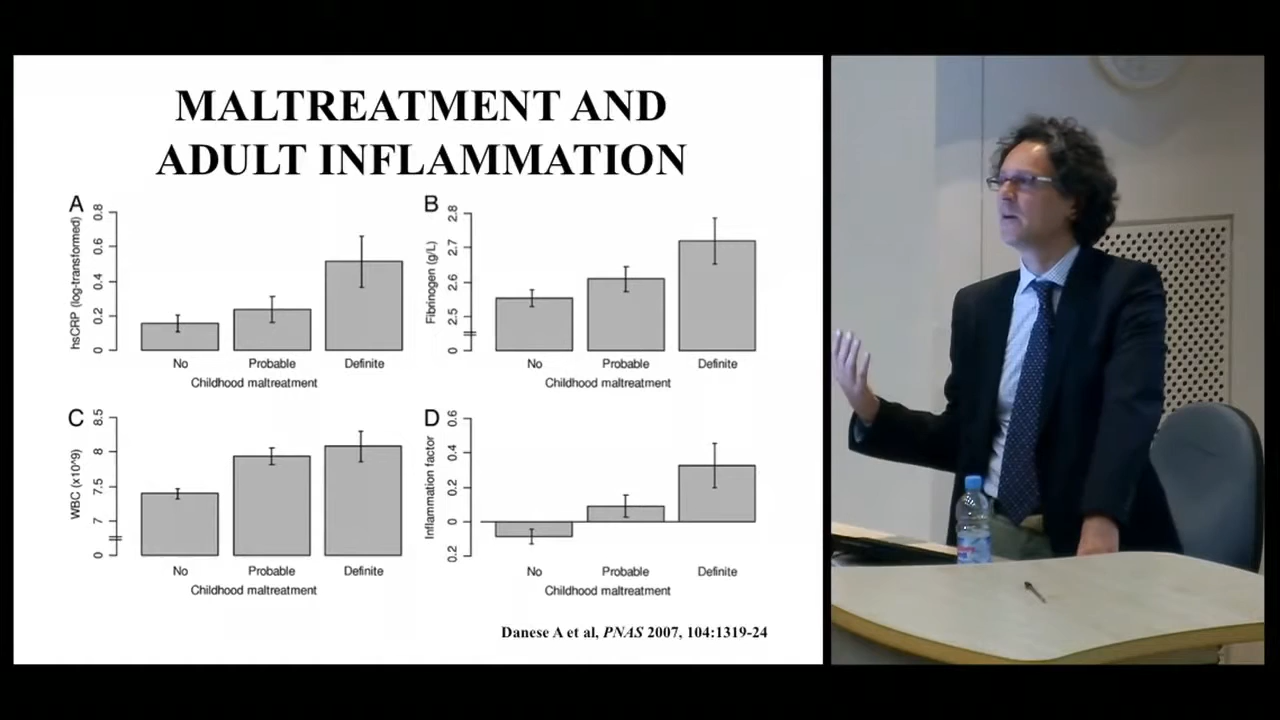 MALTREATMENT AND
ADULT INFLAMMATION
A
hsCRP (log-transformed)
0.8
0.6
0.4
0.2
0
No Probable Definite
Childhood maltreatment
B
Fibrinogen (g/L)
2.8
2.7
2.6
2.5
0
No Probable Definite
Childhood maltreatment
C
WBC (x10^9)
8.5
8
7.5
7
0
No Probable Definite
Childhood maltreatment
D
Inflammation factor
0.6
0.4
0.2
0
0.2
No Probable Definite
Childhood maltreatment
Danese A et al, PNAS 2007, 104:1319-24